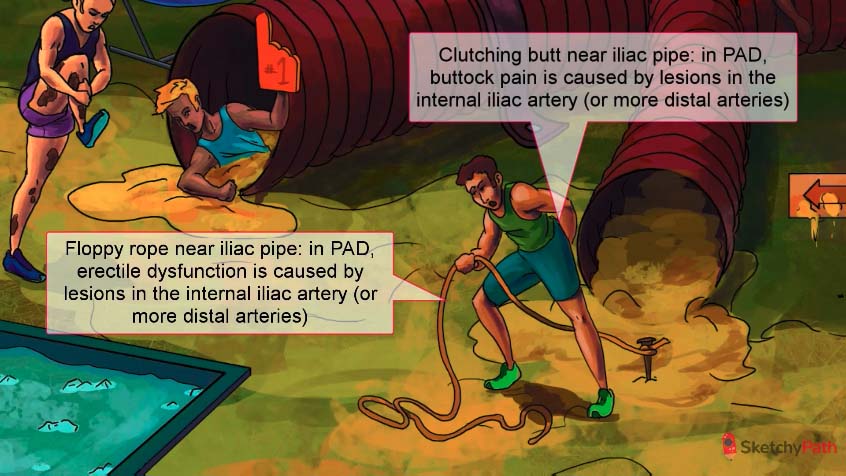 #1
Clutching butt near iliac pipe: in PAD,
buttock pain is caused by lesions in the
internal iliac artery (or more distal arteries)
Floppy rope near iliac pipe: in PAD,
erectile dysfunction is caused by
lesions in the internal iliac artery (or
more distal arteries)
SketchyPath